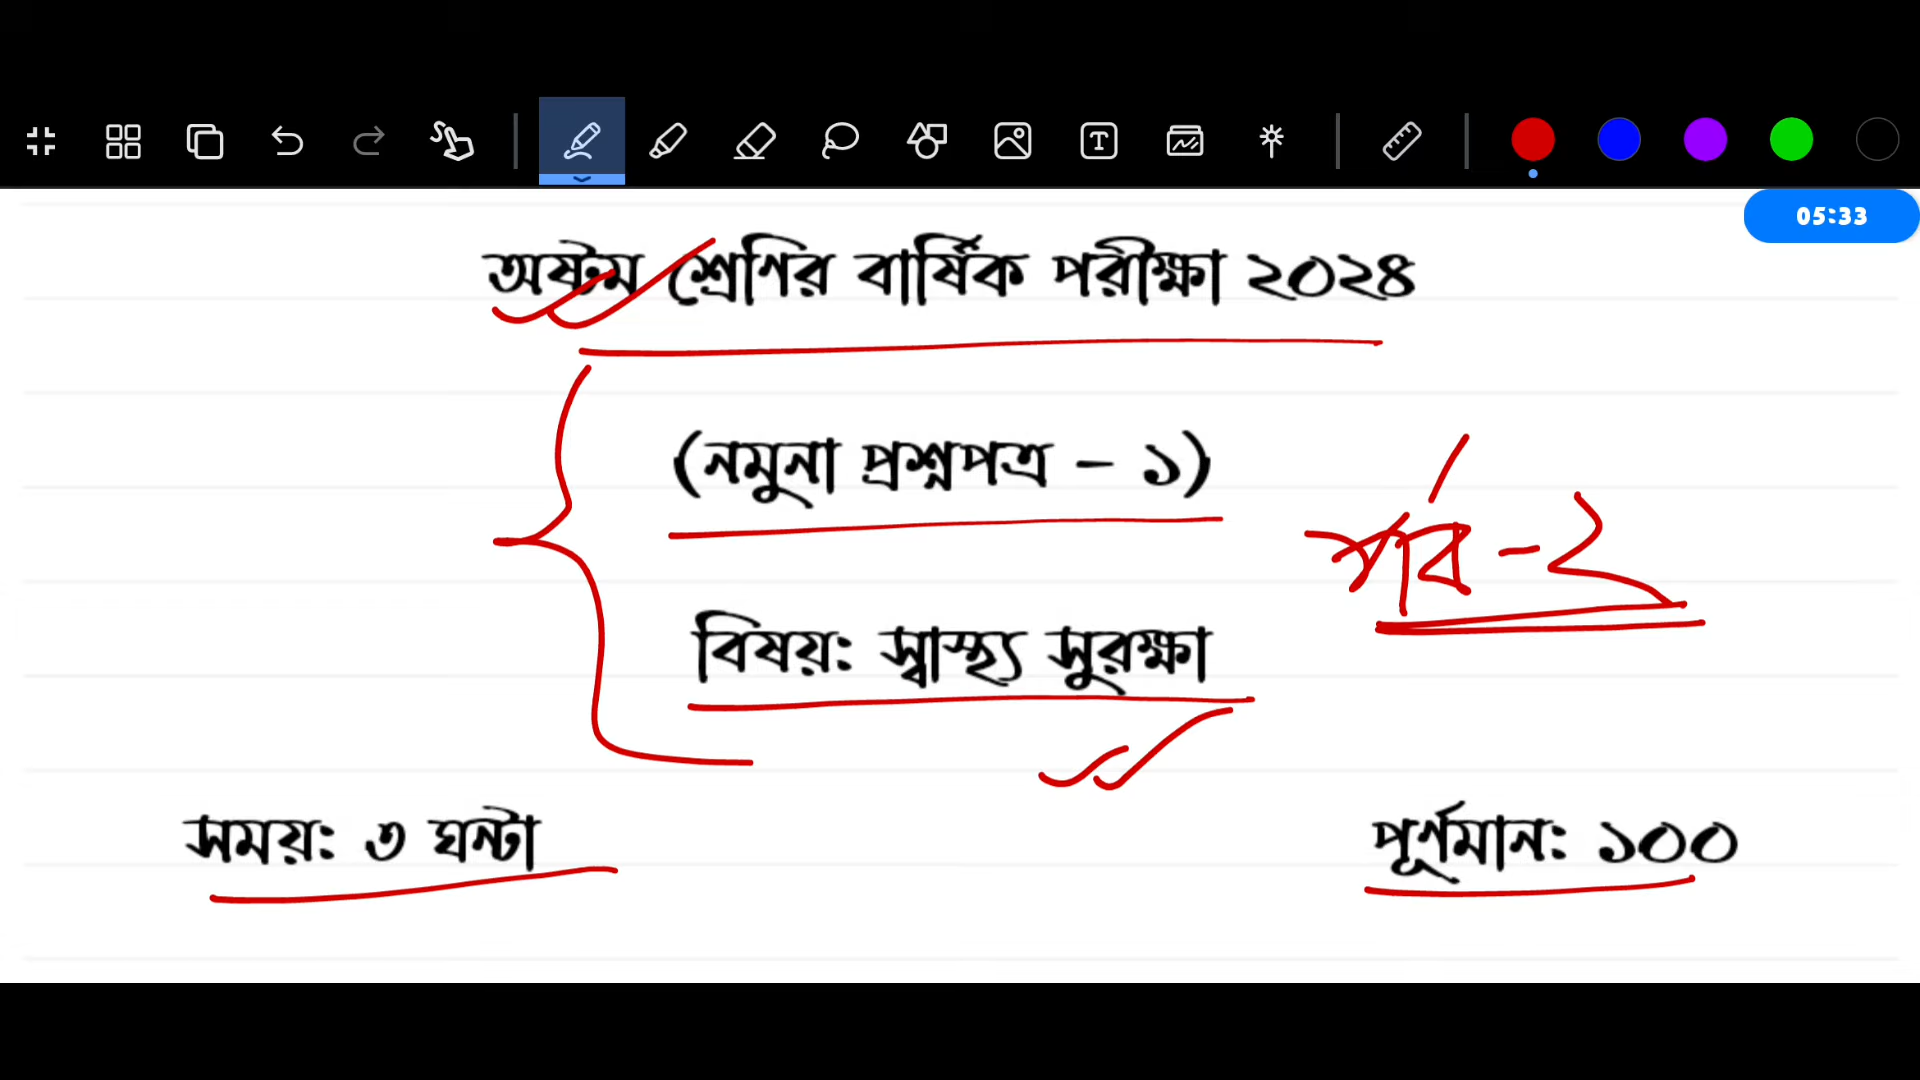 05:33
অষ্টম শ্রেণির বার্ষিক পরীক্ষা ২০২৪
(নমুনা প্রশ্নপত্র – ১)
পর্ব -২
বিষয়: স্বাস্থ্য সুরক্ষা
সময়: ৩ ঘন্টা
পূর্ণমান: ১০০